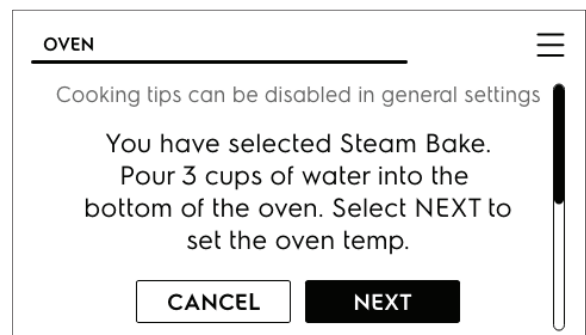 OVEN
Cooking tips can be disabled in general settings
You have selected Steam Bake.
Pour 3 cups of water into the
bottom of the oven. Select NEXT to
set the oven temp.
CANCEL NEXT